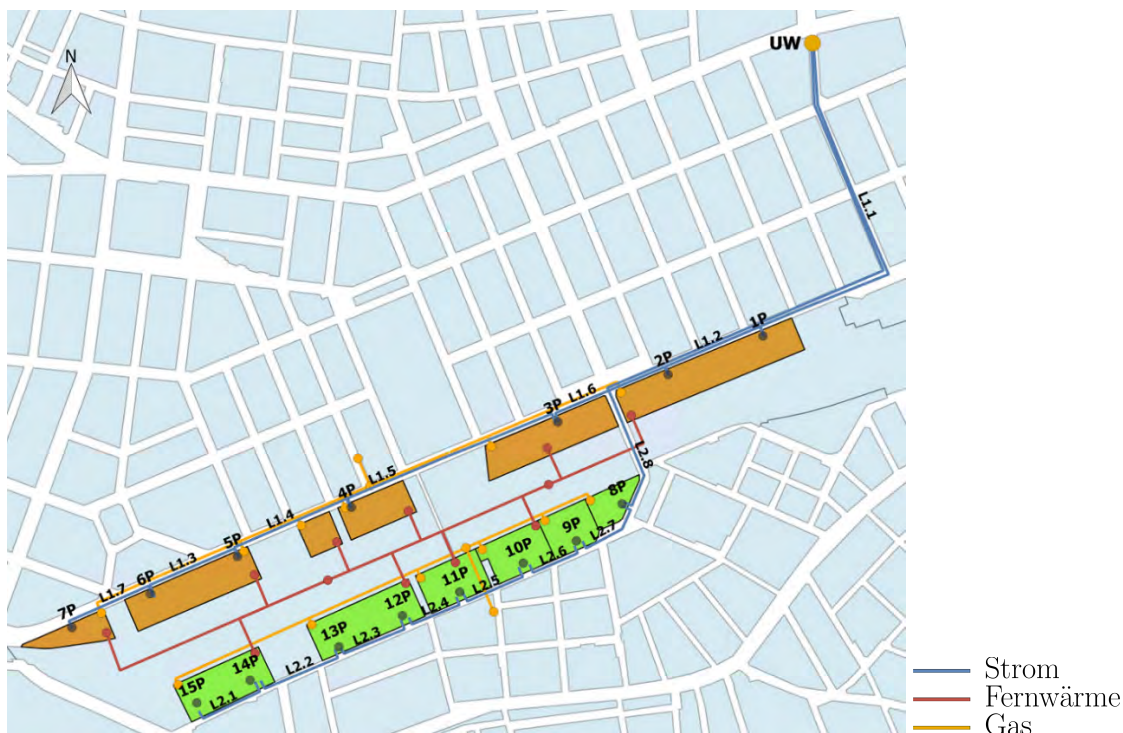 N
UW
L1.1
1P
L1.2
2P
L1.6
3P
L2.8
L1.5
4P
8P
L1.4
9P
L2.7
5P
10P
L2.6
L1.3
6P
11P
L2.5
L1.7
12P
L2.4
7P
13P
L2.3
14P
L2.2
15P
L2.1
Strom
Fernwärme
Gas